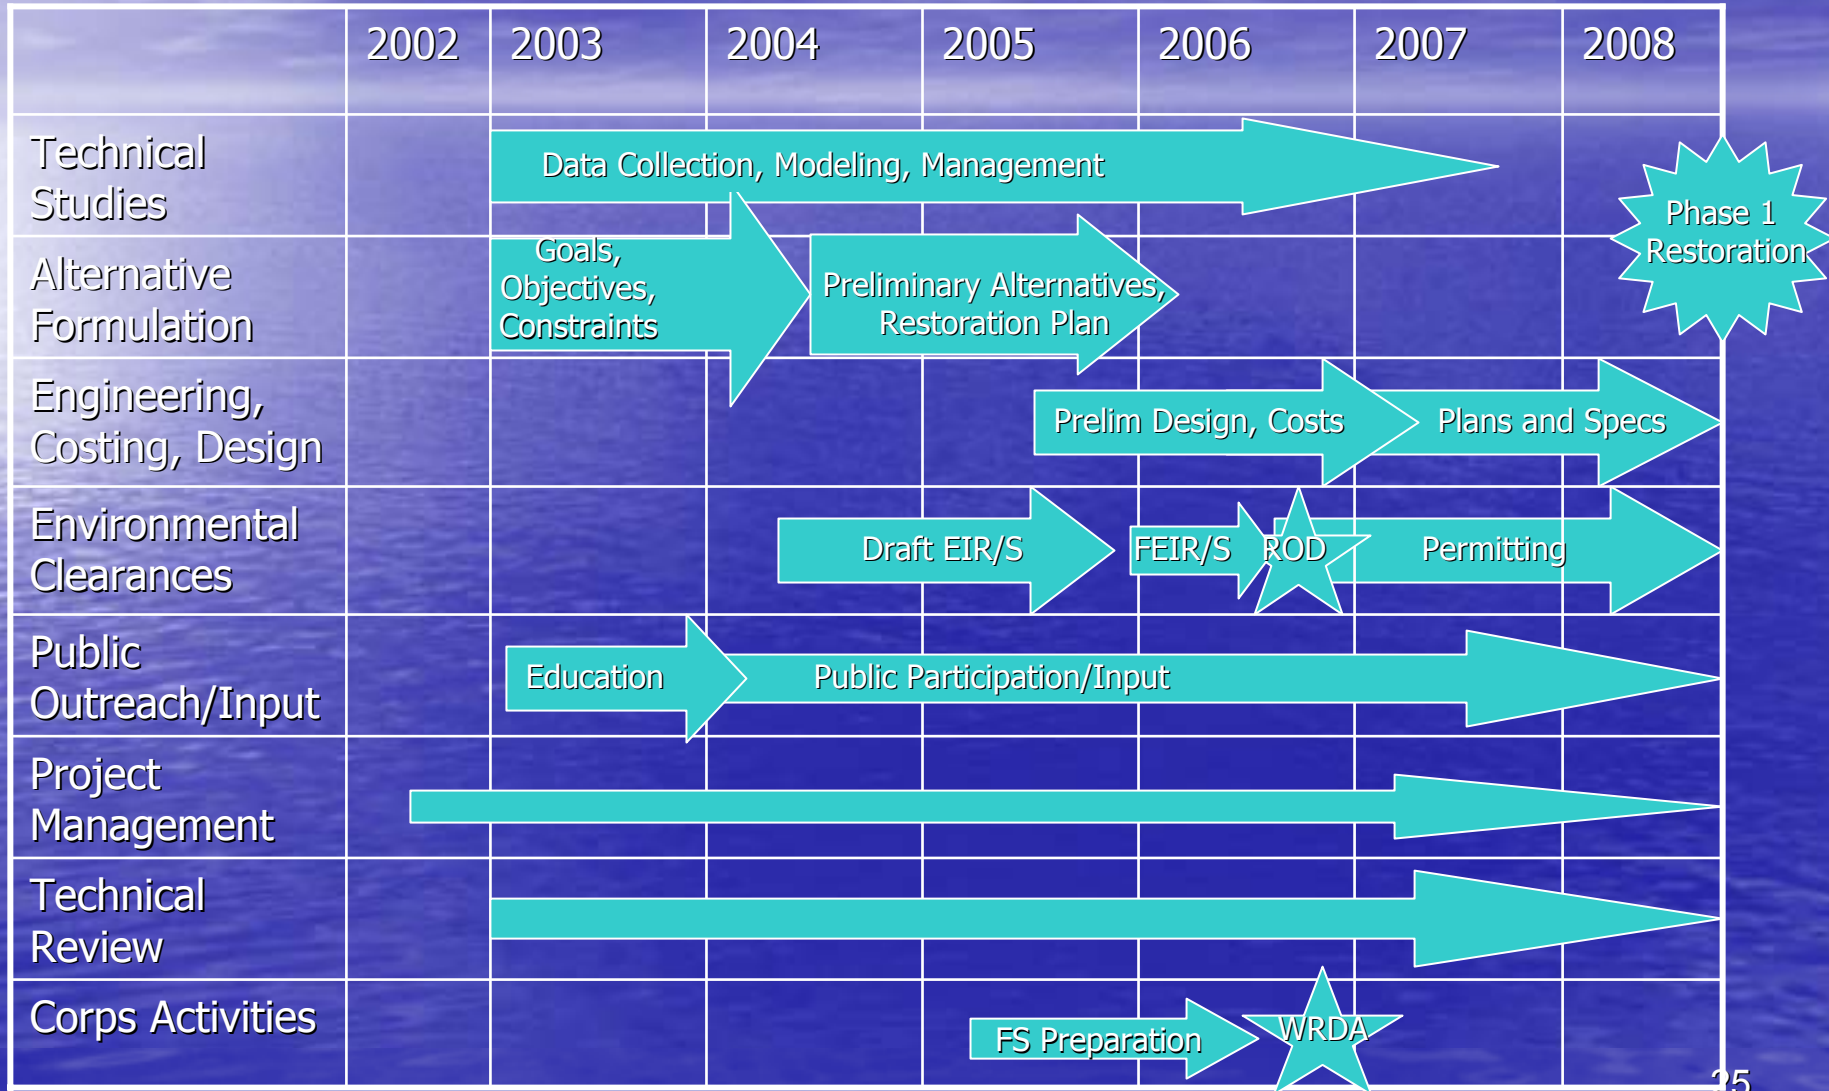 2002 2003 2004 2005 2006 2007 2008
Technical
Studies
Data Collection, Modeling, Management
Phase 1
Restoration
Alternative
Formulation
Goals,
Objectives,
Constraints
Preliminary Alternatives,
Restoration Plan
Engineering,
Costing, Design
Prelim Design, Costs
Plans and Specs
Environmental
Clearances
Draft EIR/S
FEIR/S
ROD
Permitting
Public
Outreach/Input
Education
Public Participation/Input
Project
Management
Technical
Review
Corps Activities
FS Preparation
WRDA
25